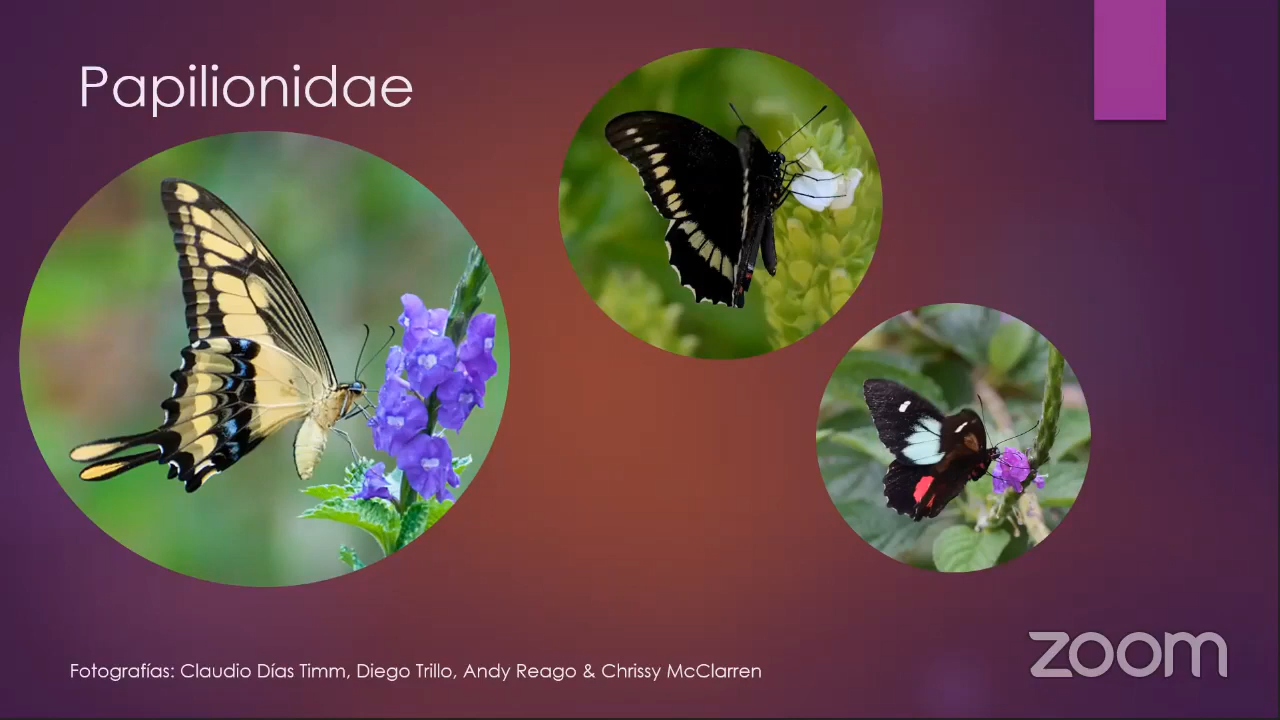 Papilionidae
Fotografías: Claudio Días Timm, Diego Trillo, Andy Reago & Chrissy McClarren
zoom